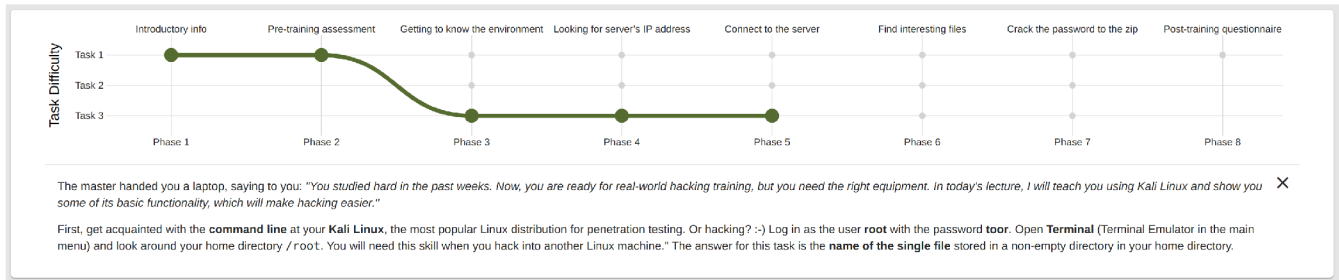 Introductory info
Pre-training assessment
Getting to know the environment
Looking for server's IP address
Connect to the server
Find interesting files
Crack the password to the zip
Post-training questionnaire
Task Difficulty
Task 1
Task 2
Task 3
Phase 1
Phase 2
Phase 3
Phase 4
Phase 5
Phase 6
Phase 7
Phase 8
The master handed you a laptop, saying to you: "You studied hard in the past weeks. Now, you are ready for real-world hacking training, but you need the right equipment. In today's lecture, I will teach you using Kali Linux and show you
some of its basic functionality, which will make hacking easier."
First, get acquainted with the command line at your Kali Linux, the most popular Linux distribution for penetration testing. Or hacking? :-) Log in as the user root with the password toor. Open Terminal (Terminal Emulator in the main
menu) and look around your home directory /root. You will need this skill when you hack into another Linux machine." The answer for this task is the name of the single file stored in a non-empty directory in your home directory.